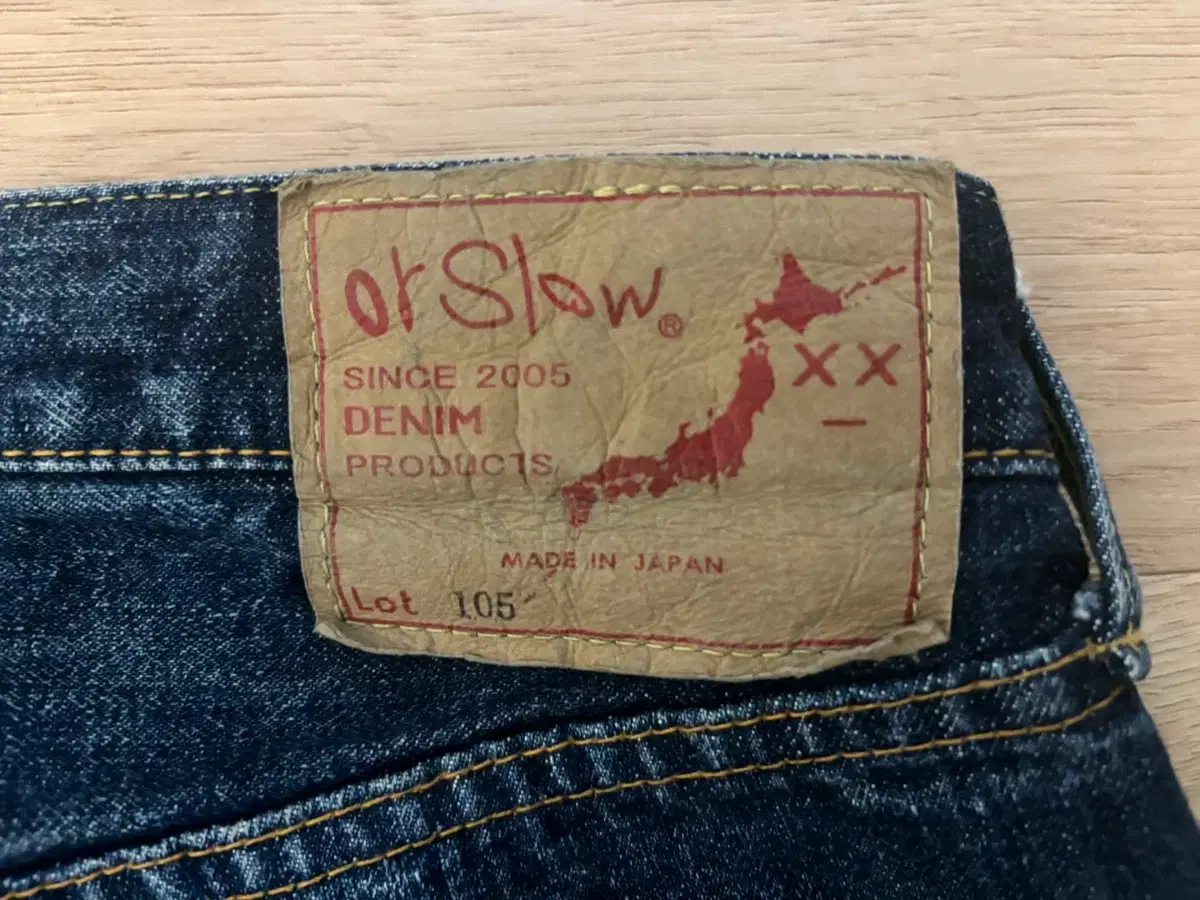 orSlow®
SINCE 2005
DENIM
PRODUCTS
XX
–
MADE IN JAPAN
Lot 105